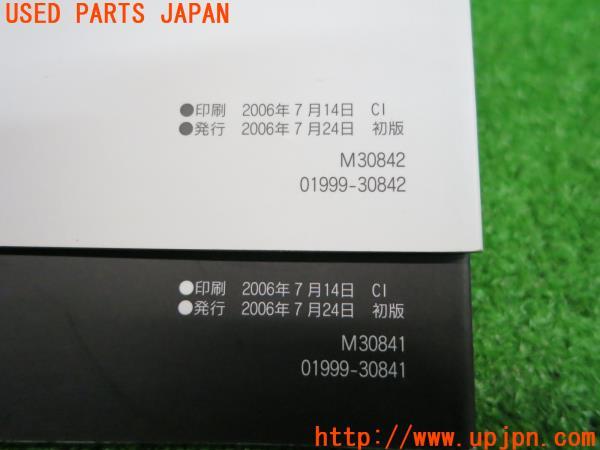 USED PARTS JAPAN
●印刷 2006年7月14日 CI
●発行 2006年7月24日 初版
M30842
01999-30842
●印刷 2006年7月14日 CI
●発行 2006年7月24日 初版
M30841
01999-30841
http://www.upjpn.com/